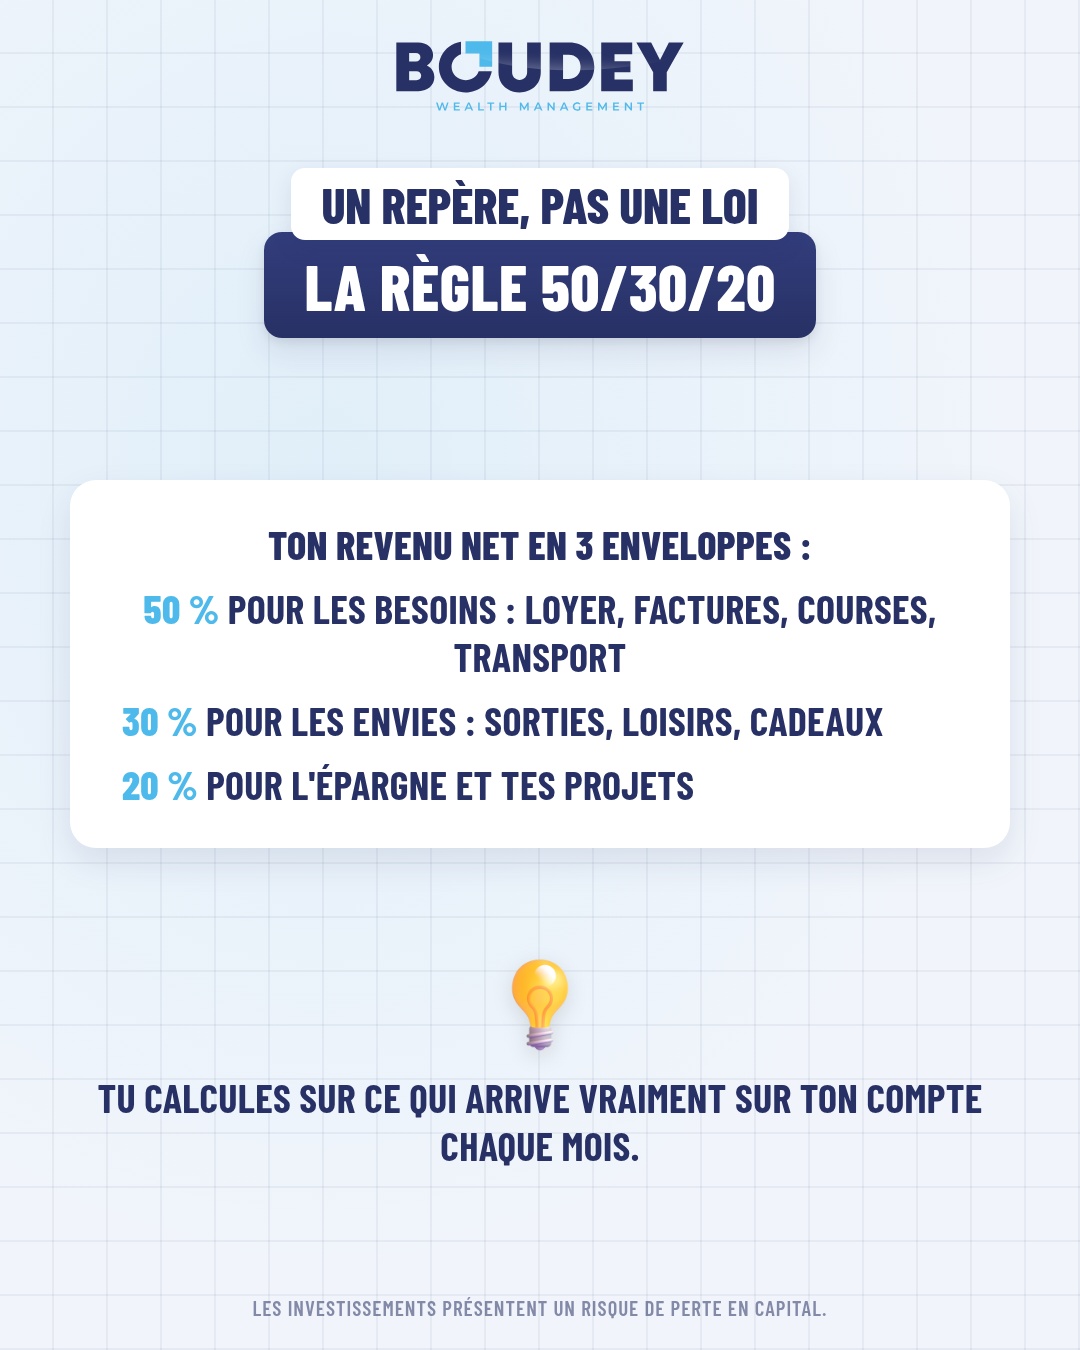 BOUDEY
WEALTH MANAGEMENT
UN REPÈRE, PAS UNE LOI
LA RÈGLE 50/30/20
TON REVENU NET EN 3 ENVELOPPES :
50 % POUR LES BESOINS : LOYER, FACTURES, COURSES,
TRANSPORT
30 % POUR LES ENVIES : SORTIES, LOISIRS, CADEAUX
20 % POUR L'ÉPARGNE ET TES PROJETS
TU CALCULES SUR CE QUI ARRIVE VRAIMENT SUR TON COMPTE
CHAQUE MOIS.
LES INVESTISSEMENTS PRÉSENTENT UN RISQUE DE PERTE EN CAPITAL.